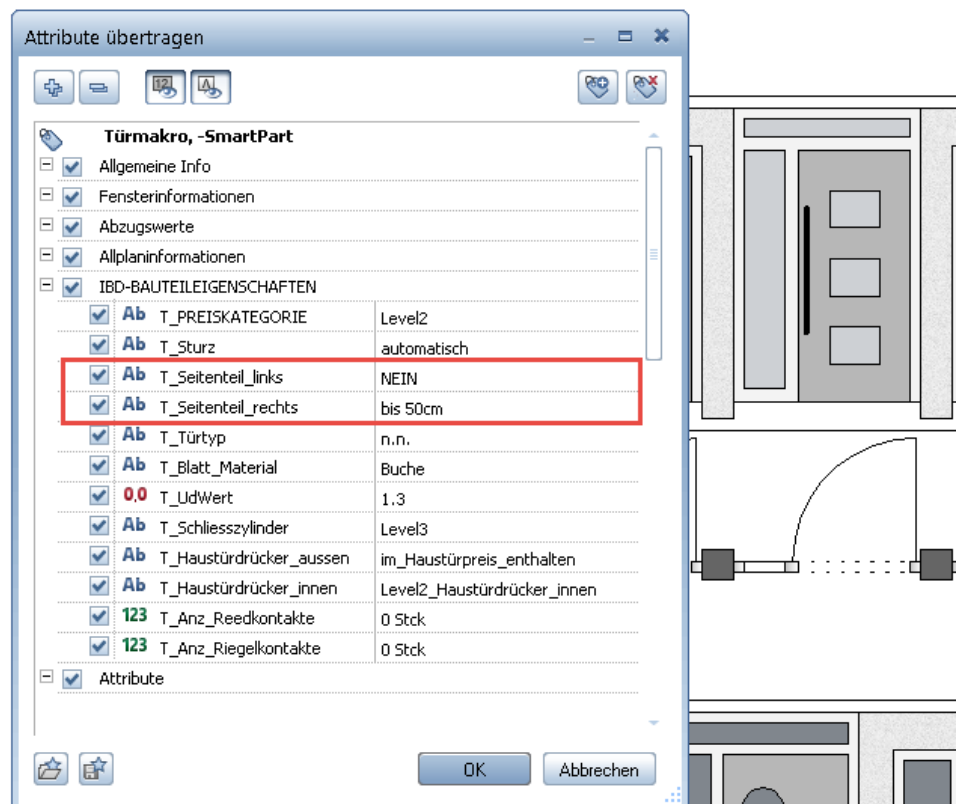 Attribute übertragen
12 A
Türmakro, -SmartPart
Allgemeine Info
Fensterinformationen
Abzugswerte
Allplaninformationen
IBD-BAUTEILEIGENSCHAFTEN
Ab T_PREISKATEGORIE Level2
Ab T_Sturz automatisch
Ab T_Seitenteil_links NEIN
Ab T_Seitenteil_rechts bis 50cm
Ab T_Türtyp n.n.
Ab T_Blatt_Material Buche
0,0 T_UdWert 1.3
Ab T_Schliesszylinder Level3
Ab T_Haustürdrücker_aussen im_Haustürpreis_enthalten
Ab T_Haustürdrücker_innen Level2_Haustürdrücker_innen
123 T_Anz_Reedkontakte 0 Stck
123 T_Anz_Riegelkontakte 0 Stck
Attribute
OK Abbrechen